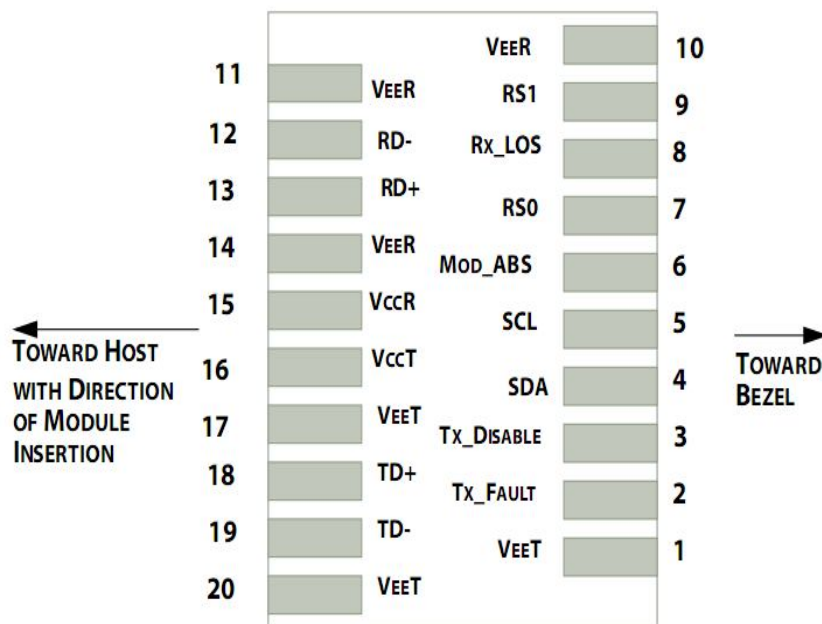 11 VEER
12 RD-
13 RD+
14 VEER
15 VCCR
16 VCCT
17 VEET
18 TD+
19 TD-
20 VEET
VEER 10
RS1 9
RX_LOS 8
RS0 7
MOD_ABS 6
SCL 5
SDA 4
TX_DISABLE 3
TX_FAULT 2
VEET 1
TOWARD HOST
WITH DIRECTION
OF MODULE
INSERTION
TOWARD
BEZEL